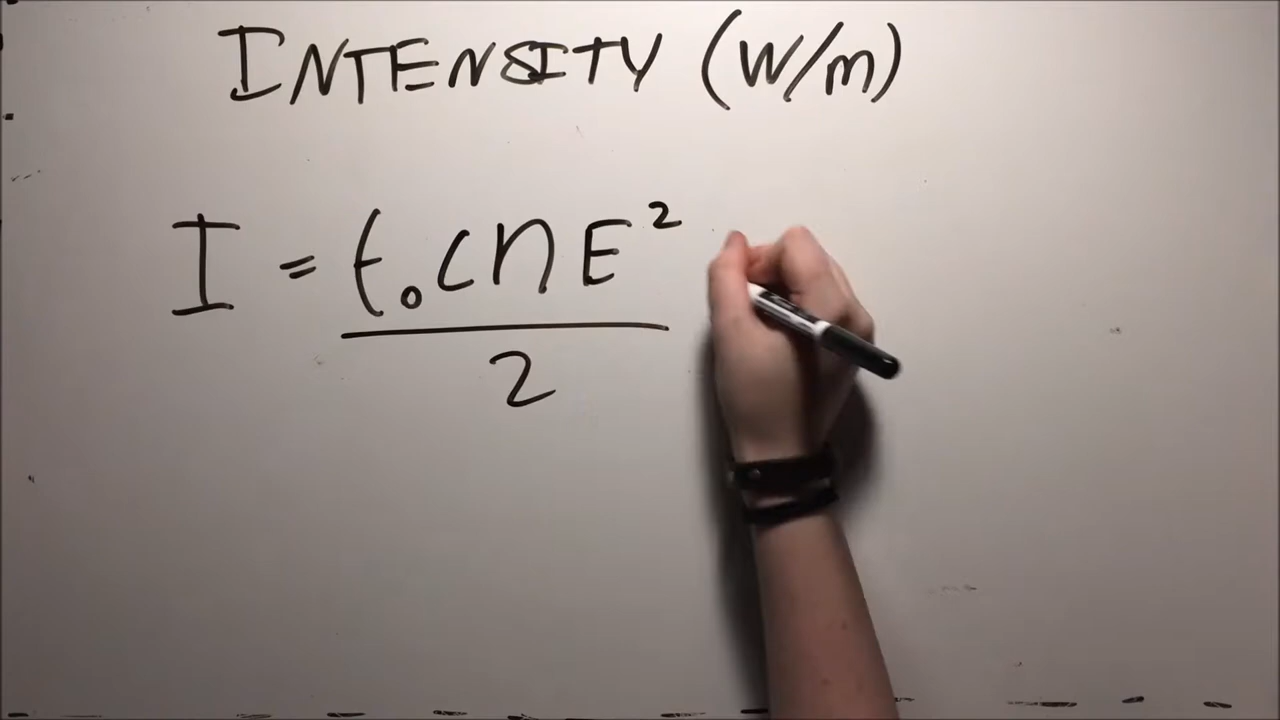 INTENSITY (W/m)
I = ϵ₀cnE²
2